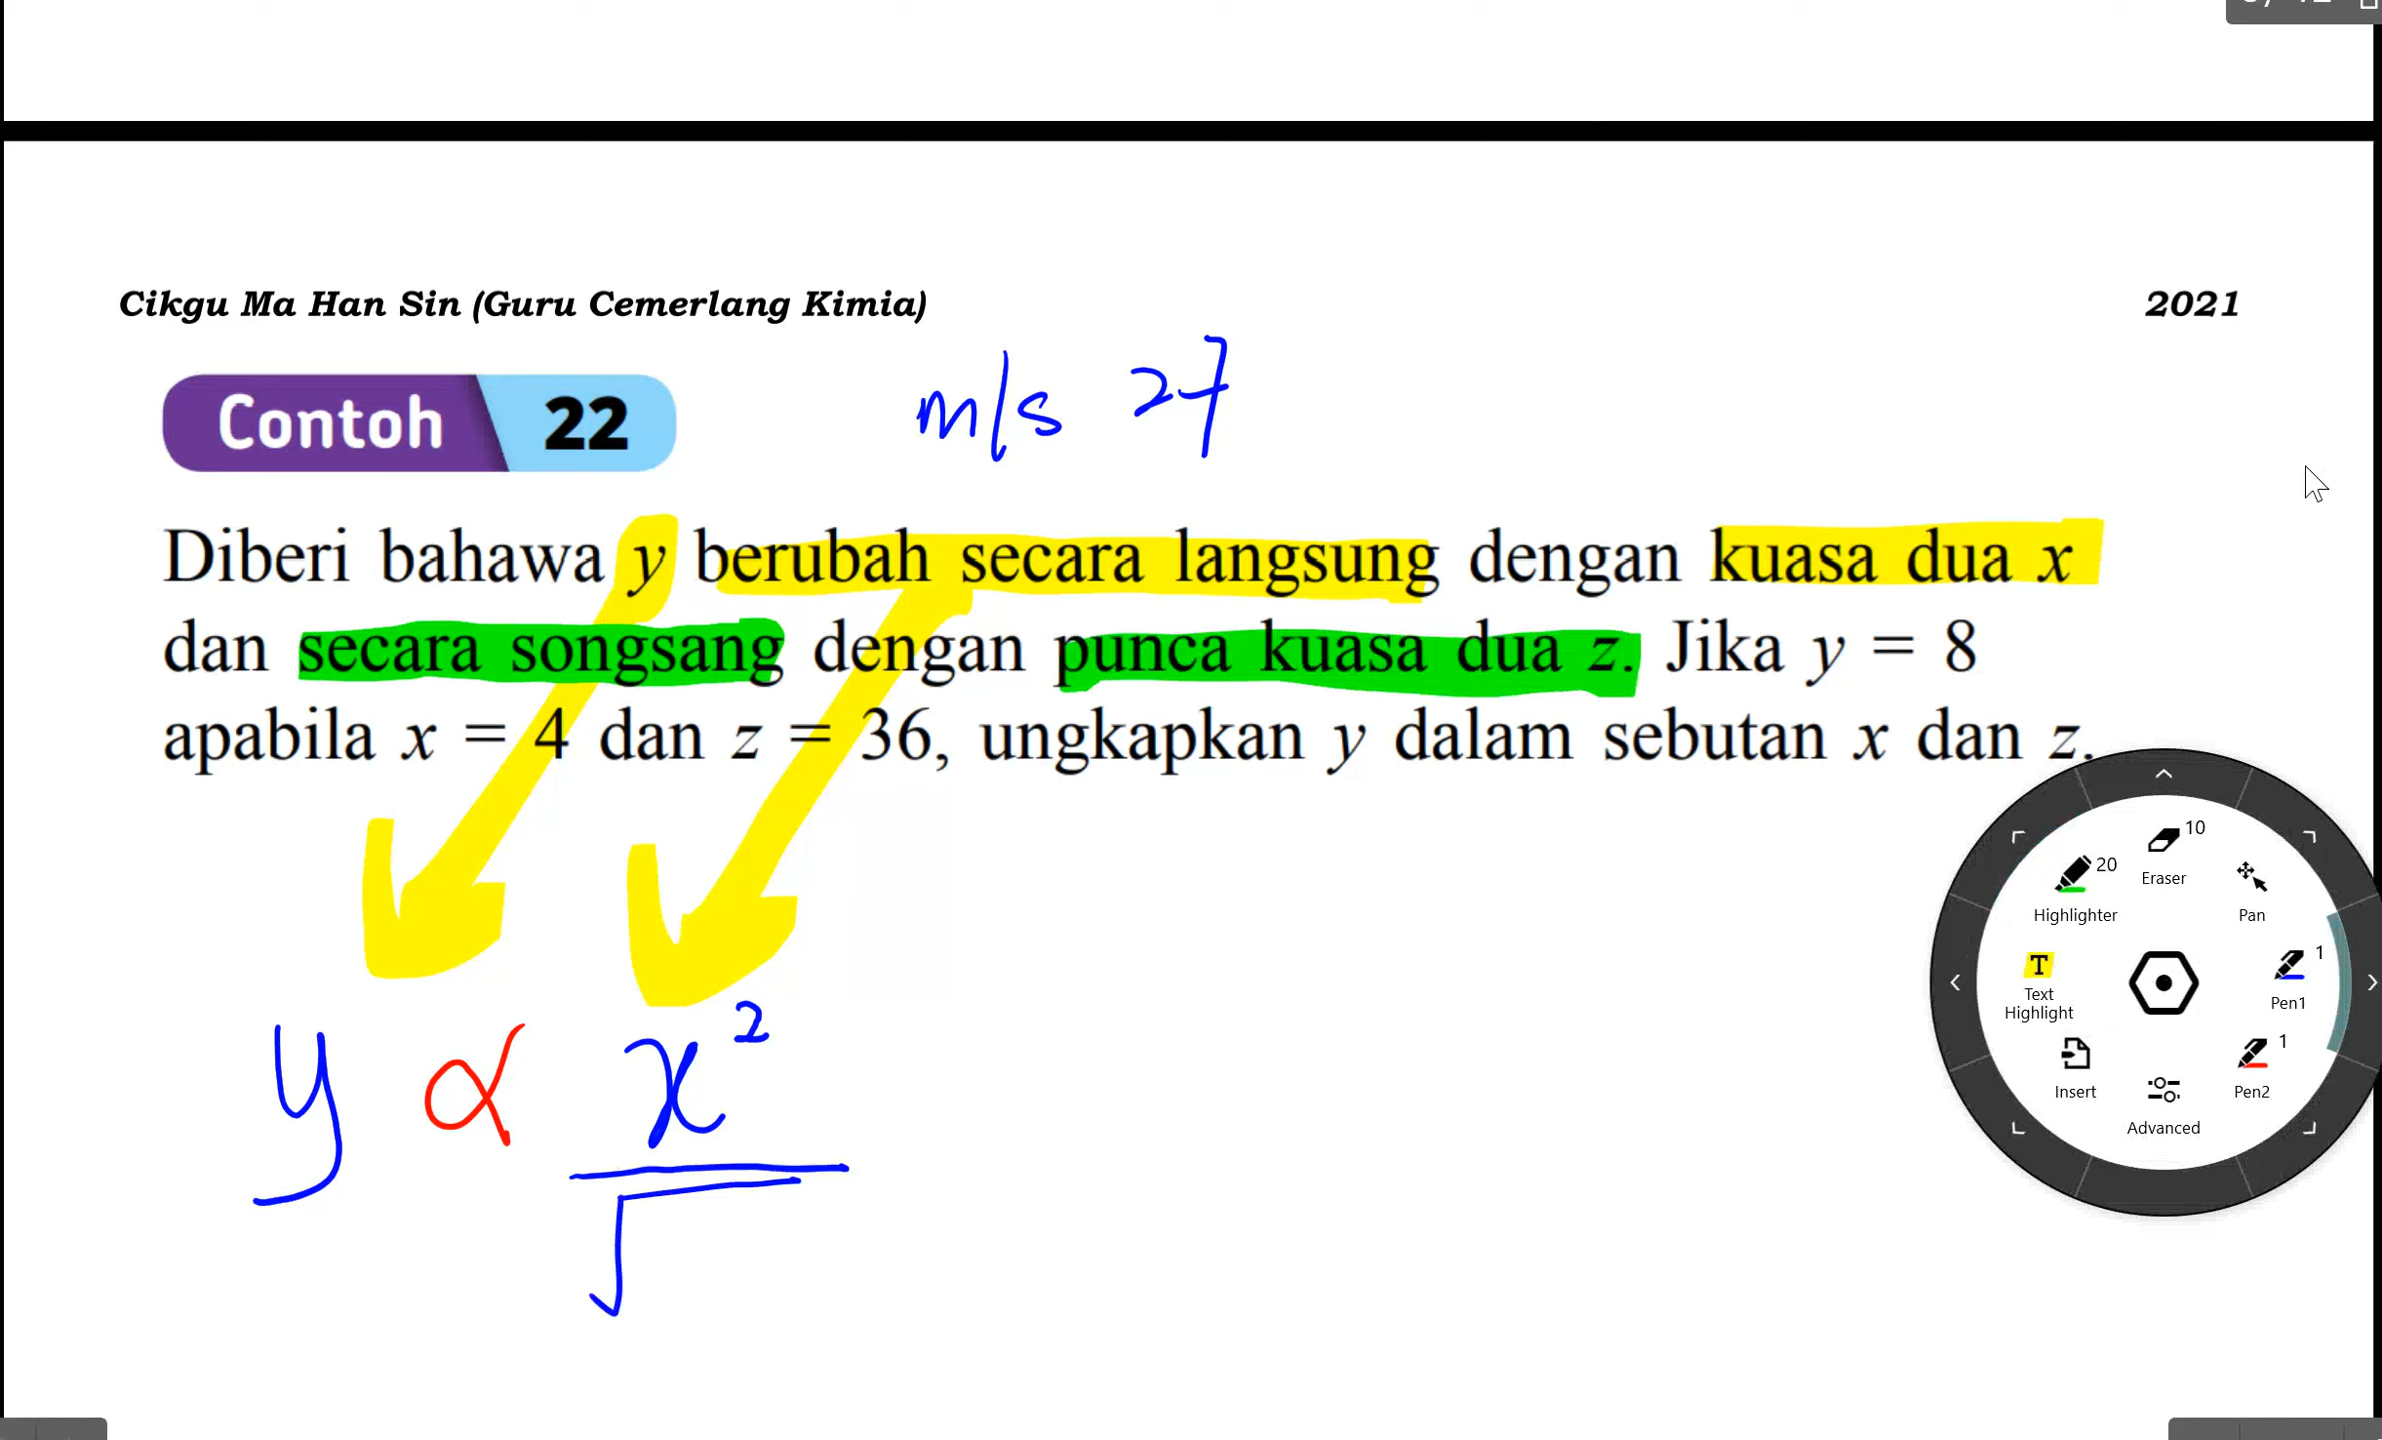 Cikgu Ma Han Sin (Guru Cemerlang Kimia) 2021
m/s 27
Contoh 22
Diberi bahawa y berubah secara langsung dengan kuasa dua x
dan secara songsang dengan punca kuasa dua z. Jika y = 8
apabila x = 4 dan z = 36, ungkapkan y dalam sebutan x dan z.
10
Eraser
20
Highlighter
Pan
T
Text
Highlight
1
Pen1
1
Pen2
Insert
Advanced
y ∝ x²
√